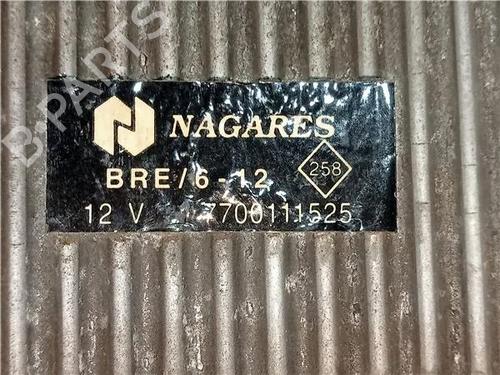 B-PARTS
NAGARES
BRE/6-12
258
12 V 7700111525